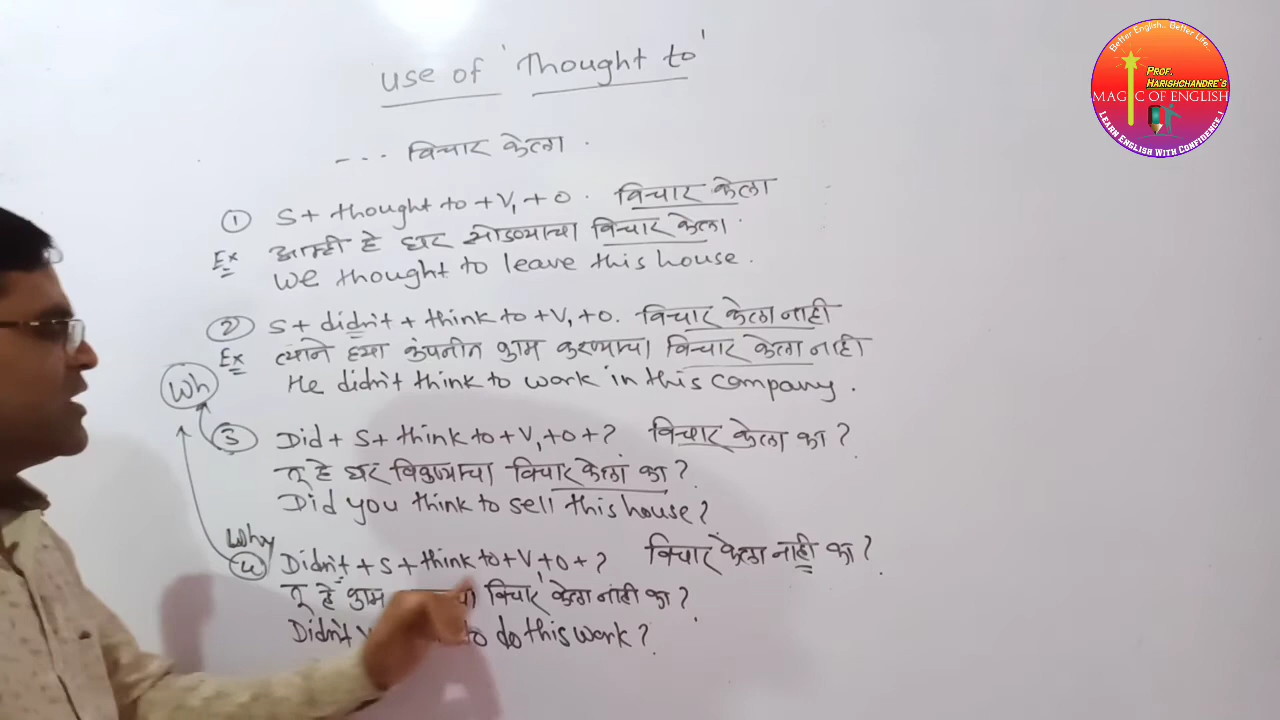 use of 'Thought to'
--- विचार केला.
① S+ thought to +V₁ +O. विचार केला
Ex आम्ही हे घर सोडण्याचा विचार केला.
We thought to leave this house.
② S+ didn't + think to +V₁ +O. विचार केला नाही
Ex त्याने ह्या कंपनीत काम करण्याचा विचार केला नाही
He didn't think to work in this company.
Wh
③ Did + S+ think to +V₁ +O+? विचार केला का?
तू हे घर विकण्याचा विचार केला का?
Did you think to sell this house?
Why
④ Didn't + S + think to + V₁ + O + ? विचार केला नाही का?
तू हे काम विचार केला नाही का?
Didn't to do this work?
Better English... Better Life...
PROF. HARISHCHANDRE'S
MAGIC OF ENGLISH
LEARN ENGLISH WITH CONFIDENCE !